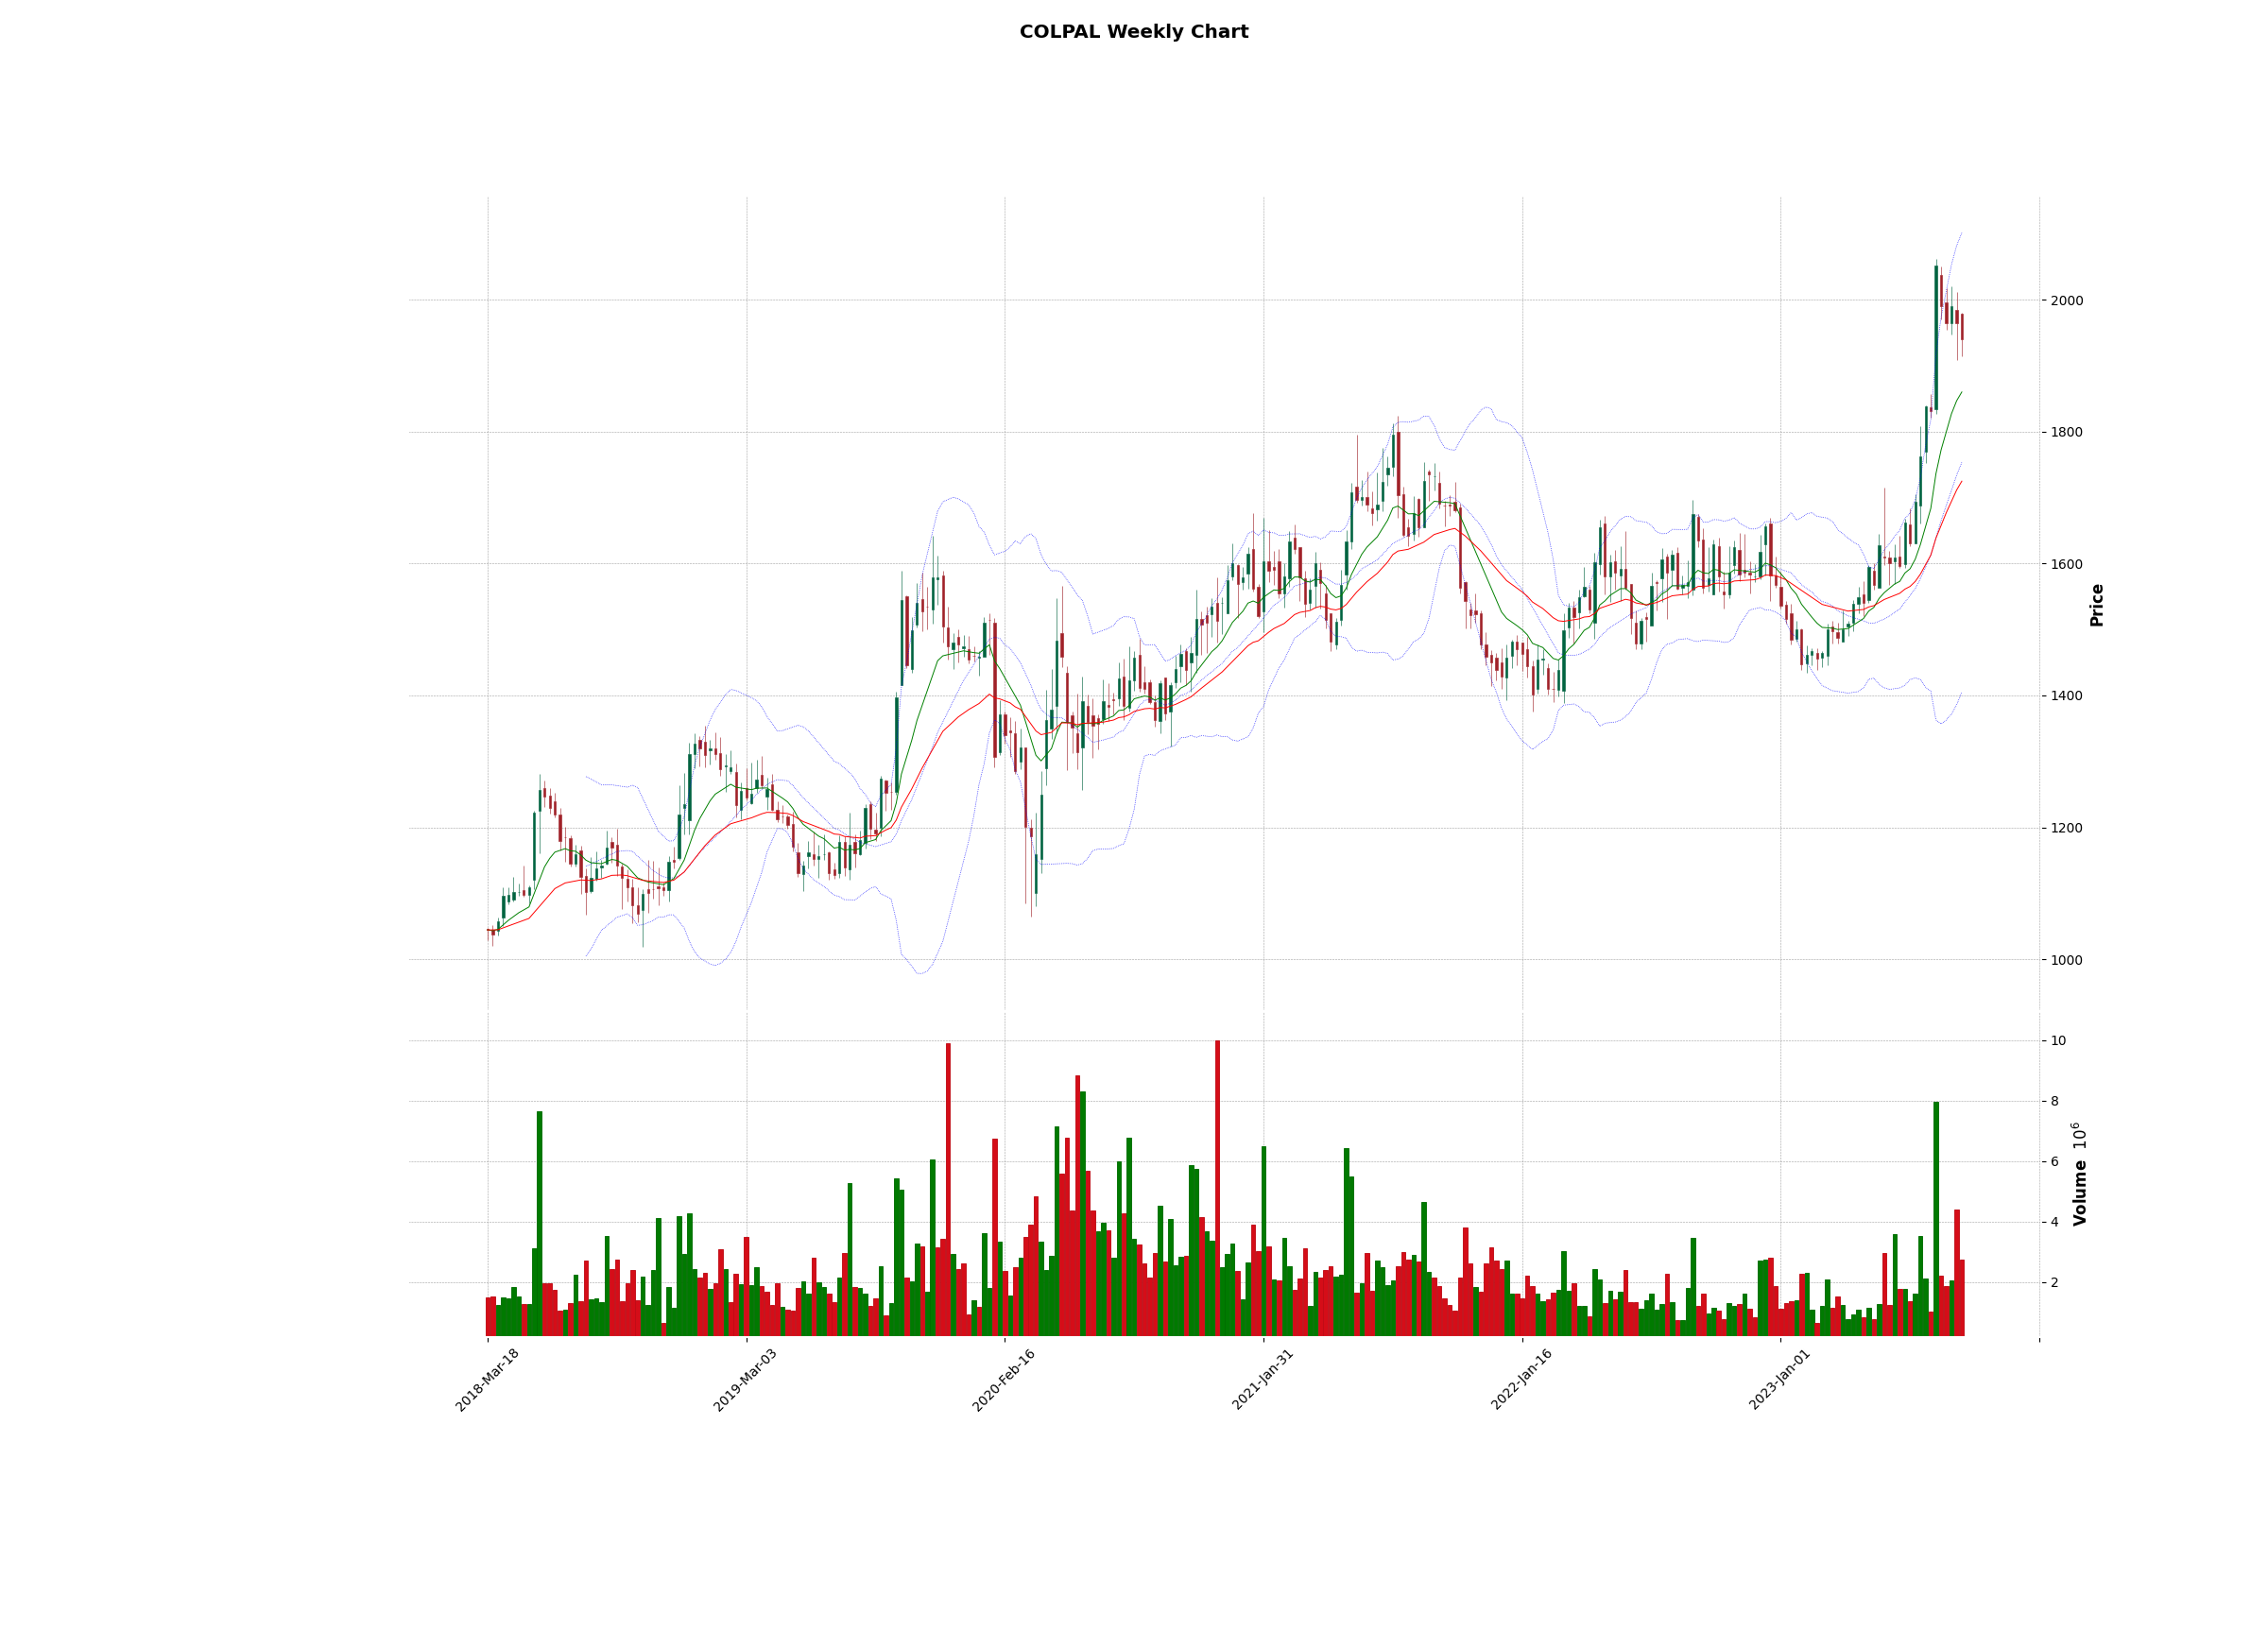 COLPAL Weekly Chart
2000
1800
1600
1400
1200
1000
Price
10
8
6
4
2
Volume 10^6
2018-Mar-18
2019-Mar-03
2020-Feb-16
2021-Jan-31
2022-Jan-16
2023-Jan-01